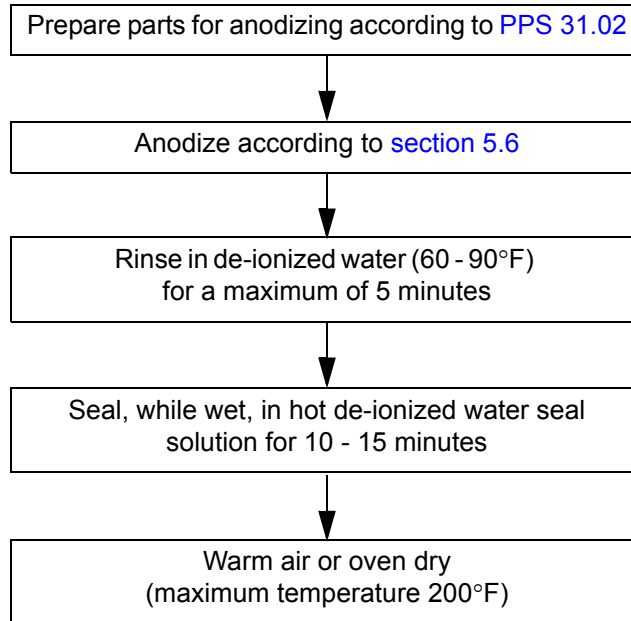 Prepare parts for anodizing according to PPS 31.02
Anodize according to section 5.6
Rinse in de-ionized water (60 - 90°F)
for a maximum of 5 minutes
Seal, while wet, in hot de-ionized water seal
solution for 10 - 15 minutes
Warm air or oven dry
(maximum temperature 200°F)